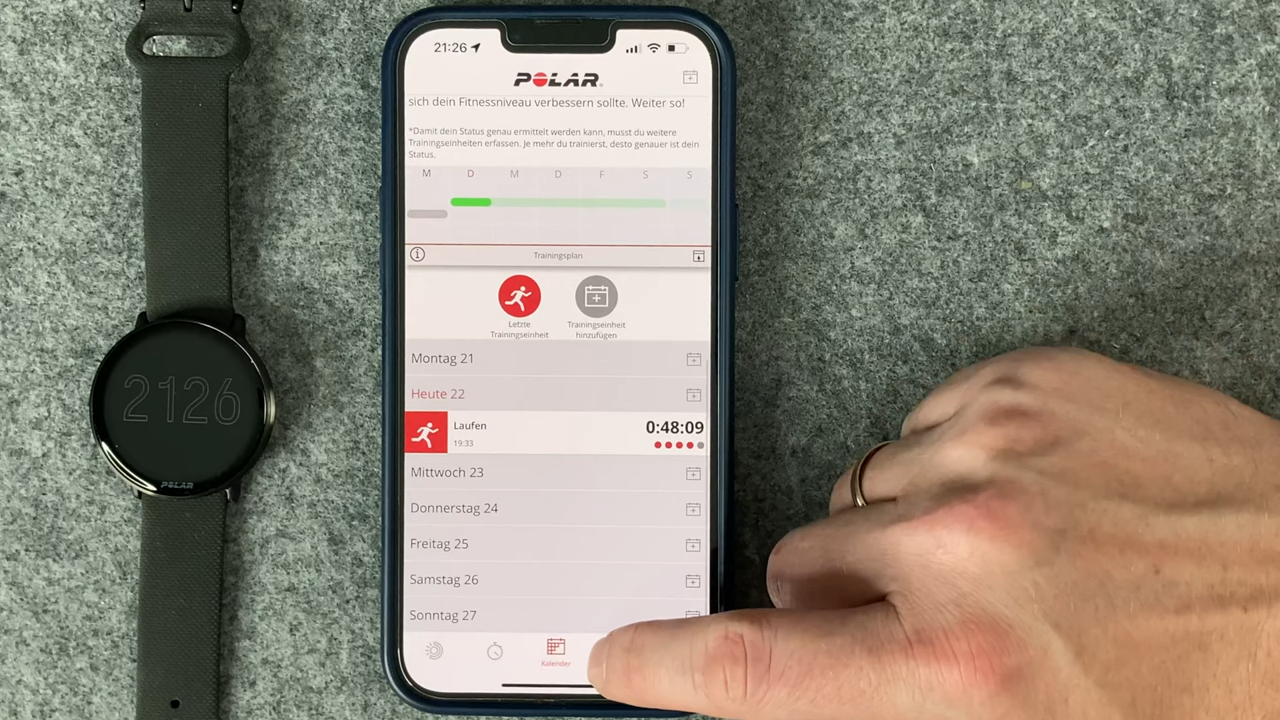 21:26
POLAR
sich dein Fitnessniveau verbessern sollte. Weiter so!
*Damit dein Status genau ermittelt werden kann, musst du weitere
Trainingseinheiten erfassen. Je mehr du trainierst, desto genauer ist dein
Status.
M D M D F S S
Trainingsplan
Letzte
Trainingseinheit
Trainingseinheit
hinzufügen
Montag 21
Heute 22
Laufen
0:48:09
19:33
Mittwoch 23
Donnerstag 24
Freitag 25
Samstag 26
Sonntag 27
Kalender
2126
POLAR